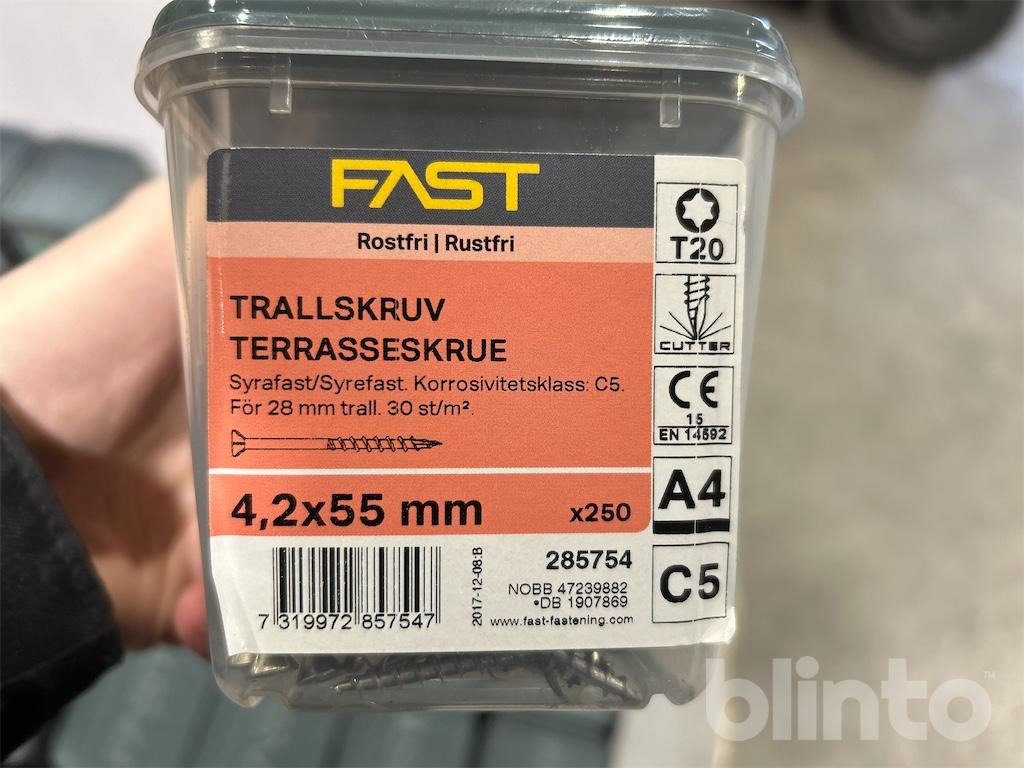 FAST
Rostfri | Rustfri
TRALLSKRUV
TERRASSESKRUE
Syrafast/Syrefast. Korrosivitetsklass: C5.
För 28 mm trall. 30 st/m².
4,2x55 mm x250
7 319972 857547
2017-12-08:B
285754
NOBB 47239882
•DB 1907869
www.fast-fastening.com
T20
CUTTER
CE
15
EN 14592
A4
C5
blinto™